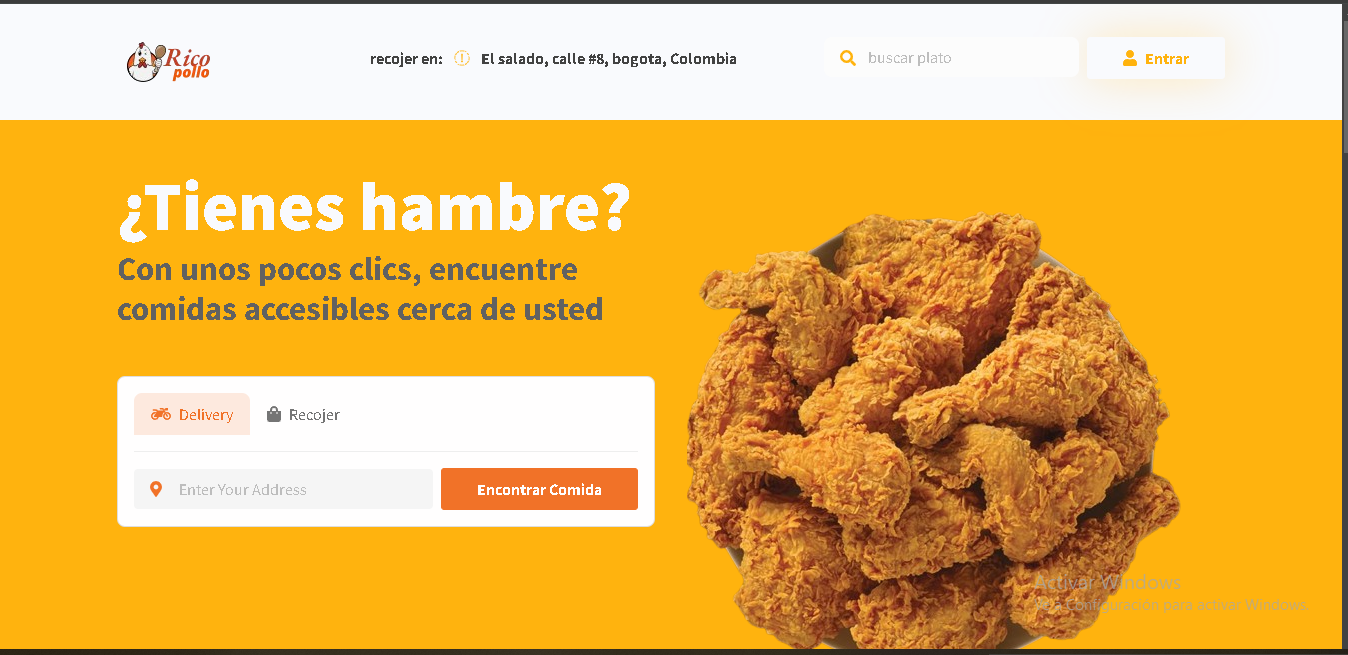 Rico
pollo
recojer en: El salado, calle #8, bogota, Colombia
buscar plato
Entrar
¿Tienes hambre?
Con unos pocos clics, encuentre
comidas accesibles cerca de usted
Delivery
Recojer
Enter Your Address
Encontrar Comida
Activar Windows
Ve a Configuración para activar Windows.